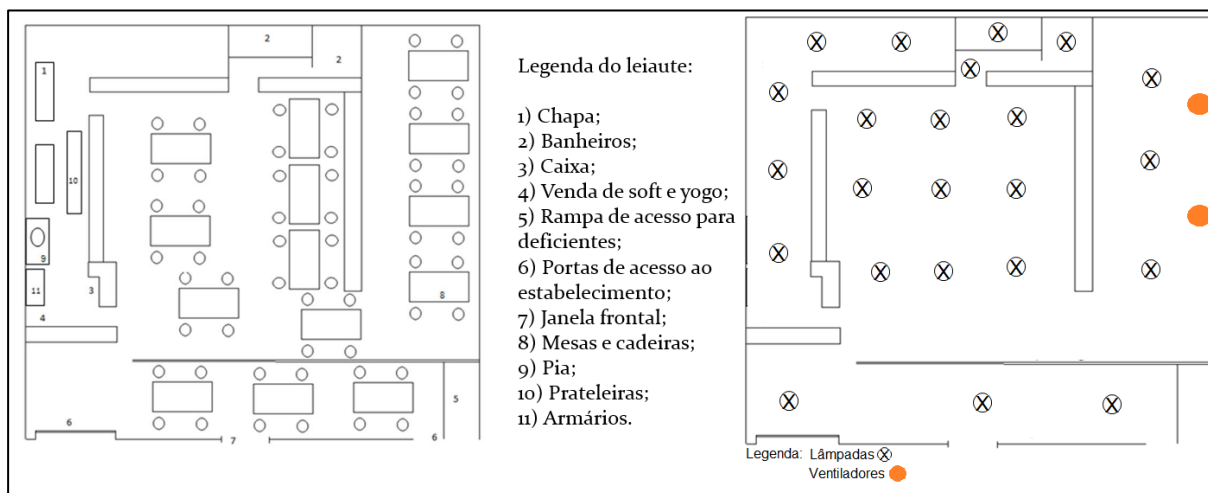 2
2
1
10
9
11
3
4
8
6
7
5
6
Legenda do leiaute:
1) Chapa;
2) Banheiros;
3) Caixa;
4) Venda de soft e yogo;
5) Rampa de acesso para
deficientes;
6) Portas de acesso ao
estabelecimento;
7) Janela frontal;
8) Mesas e cadeiras;
9) Pia;
10) Prateleiras;
11) Armários.
Legenda: Lâmpadas
Ventiladores